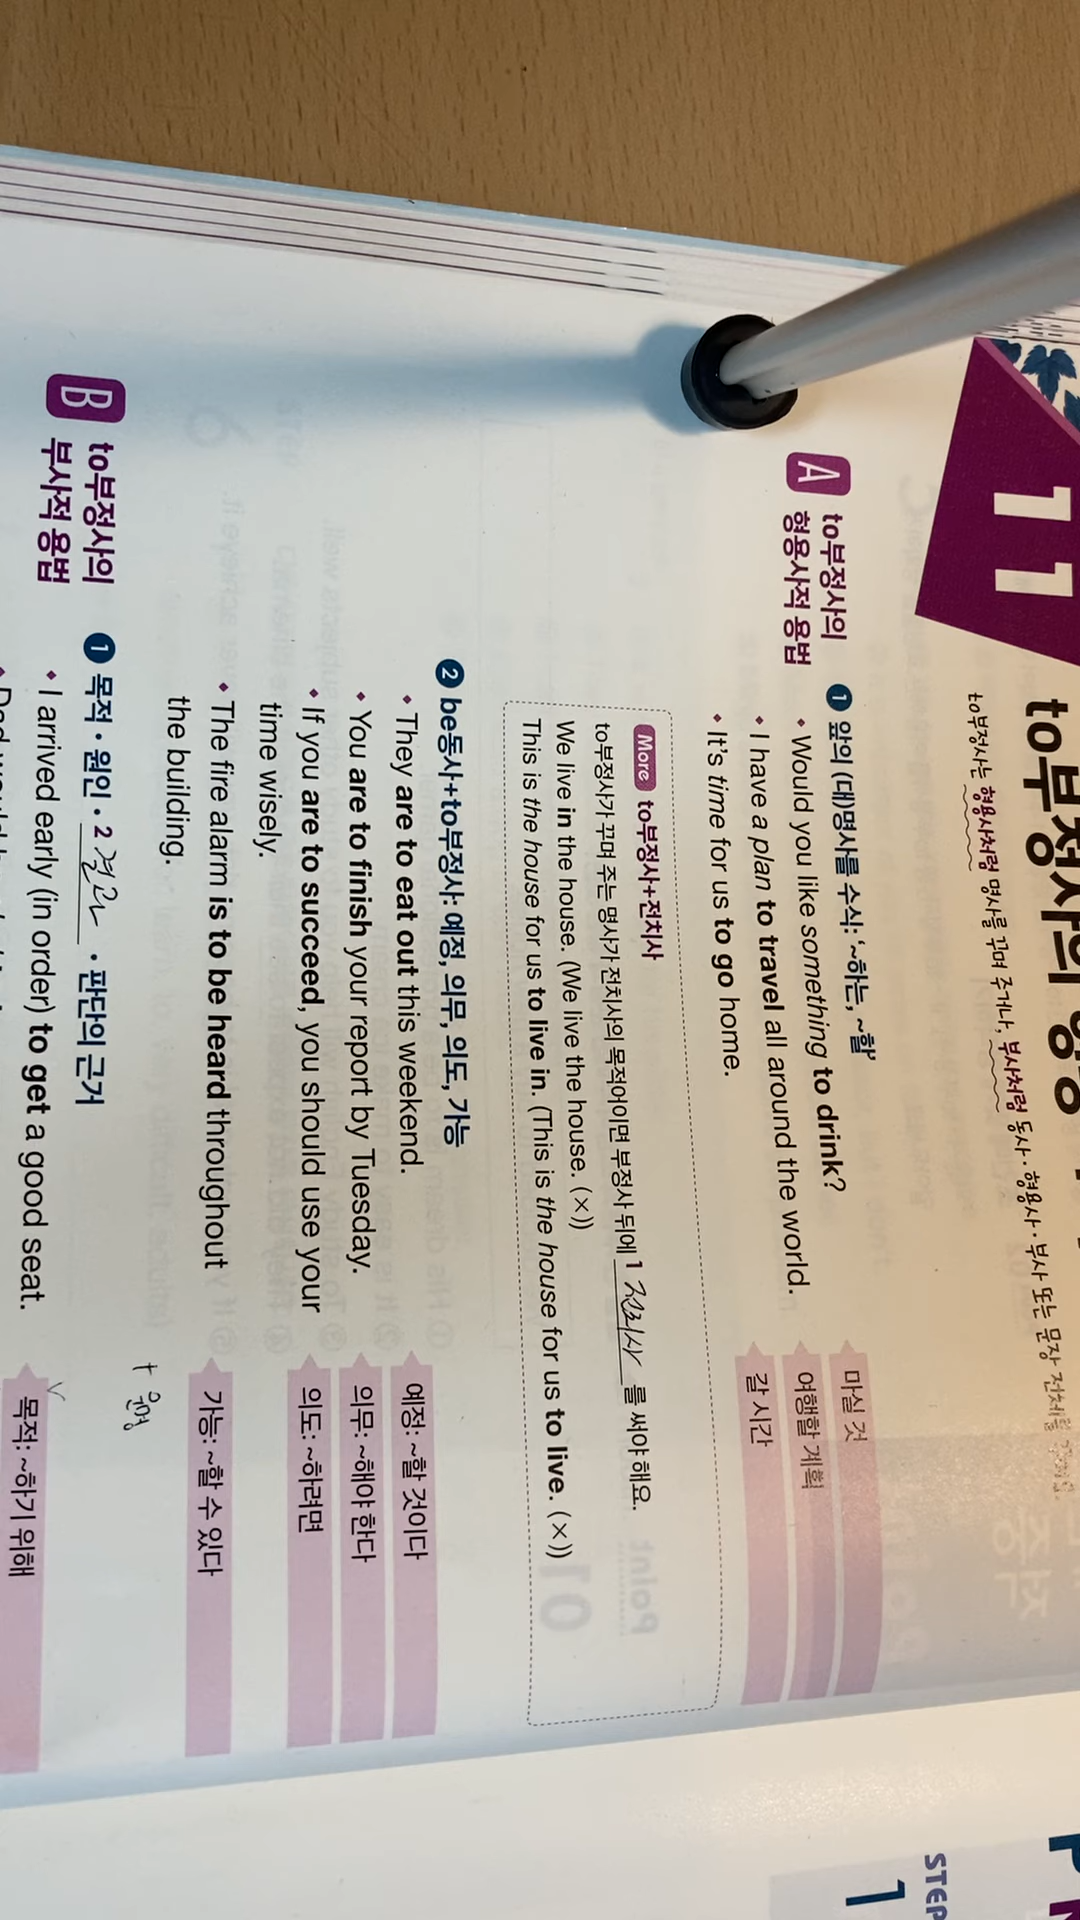 11
to부정사의 형용
to부정사는 형용사처럼 명사를 꾸며 주거나, 부사처럼 동사·형용사·부사 또는 문장 전체를
A to부정사의 형용사적 용법
1 앞의 (대)명사를 수식: ‘~하는, ~할’
• Would you like something to drink? 마실 것
• I have a plan to travel all around the world. 여행할 계획
• It's time for us to go home. 갈 시간
More to부정사+전치사
to부정사가 꾸며 주는 명사가 전치사의 목적어이면 부정사 뒤에 1 전치사 를 써야 해요.
We live in the house. (We live the house. (×))
This is the house for us to live in. (This is the house for us to live. (×))
2 be동사+to부정사: 예정, 의무, 의도, 가능
• They are to eat out this weekend. 예정: ~할 것이다
• You are to finish your report by Tuesday. 의무: ~해야 한다
• If you are to succeed, you should use your 의도: ~하려면
time wisely.
• The fire alarm is to be heard throughout 가능: ~할 수 있다
the building.
+ 운명
B to부정사의 부사적 용법
1 목적·원인·2 결과·판단의 근거
• I arrived early (in order) to get a good seat. 목적: ~하기 위해
STEP
1